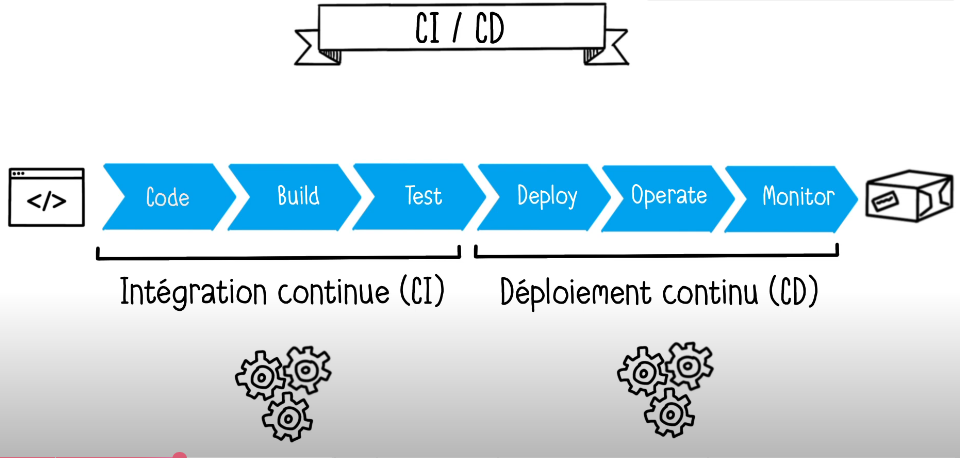 CI / CD
</>
Code
Build
Test
Deploy
Operate
Monitor
Intégration continue (CI)
Déploiement continu (CD)